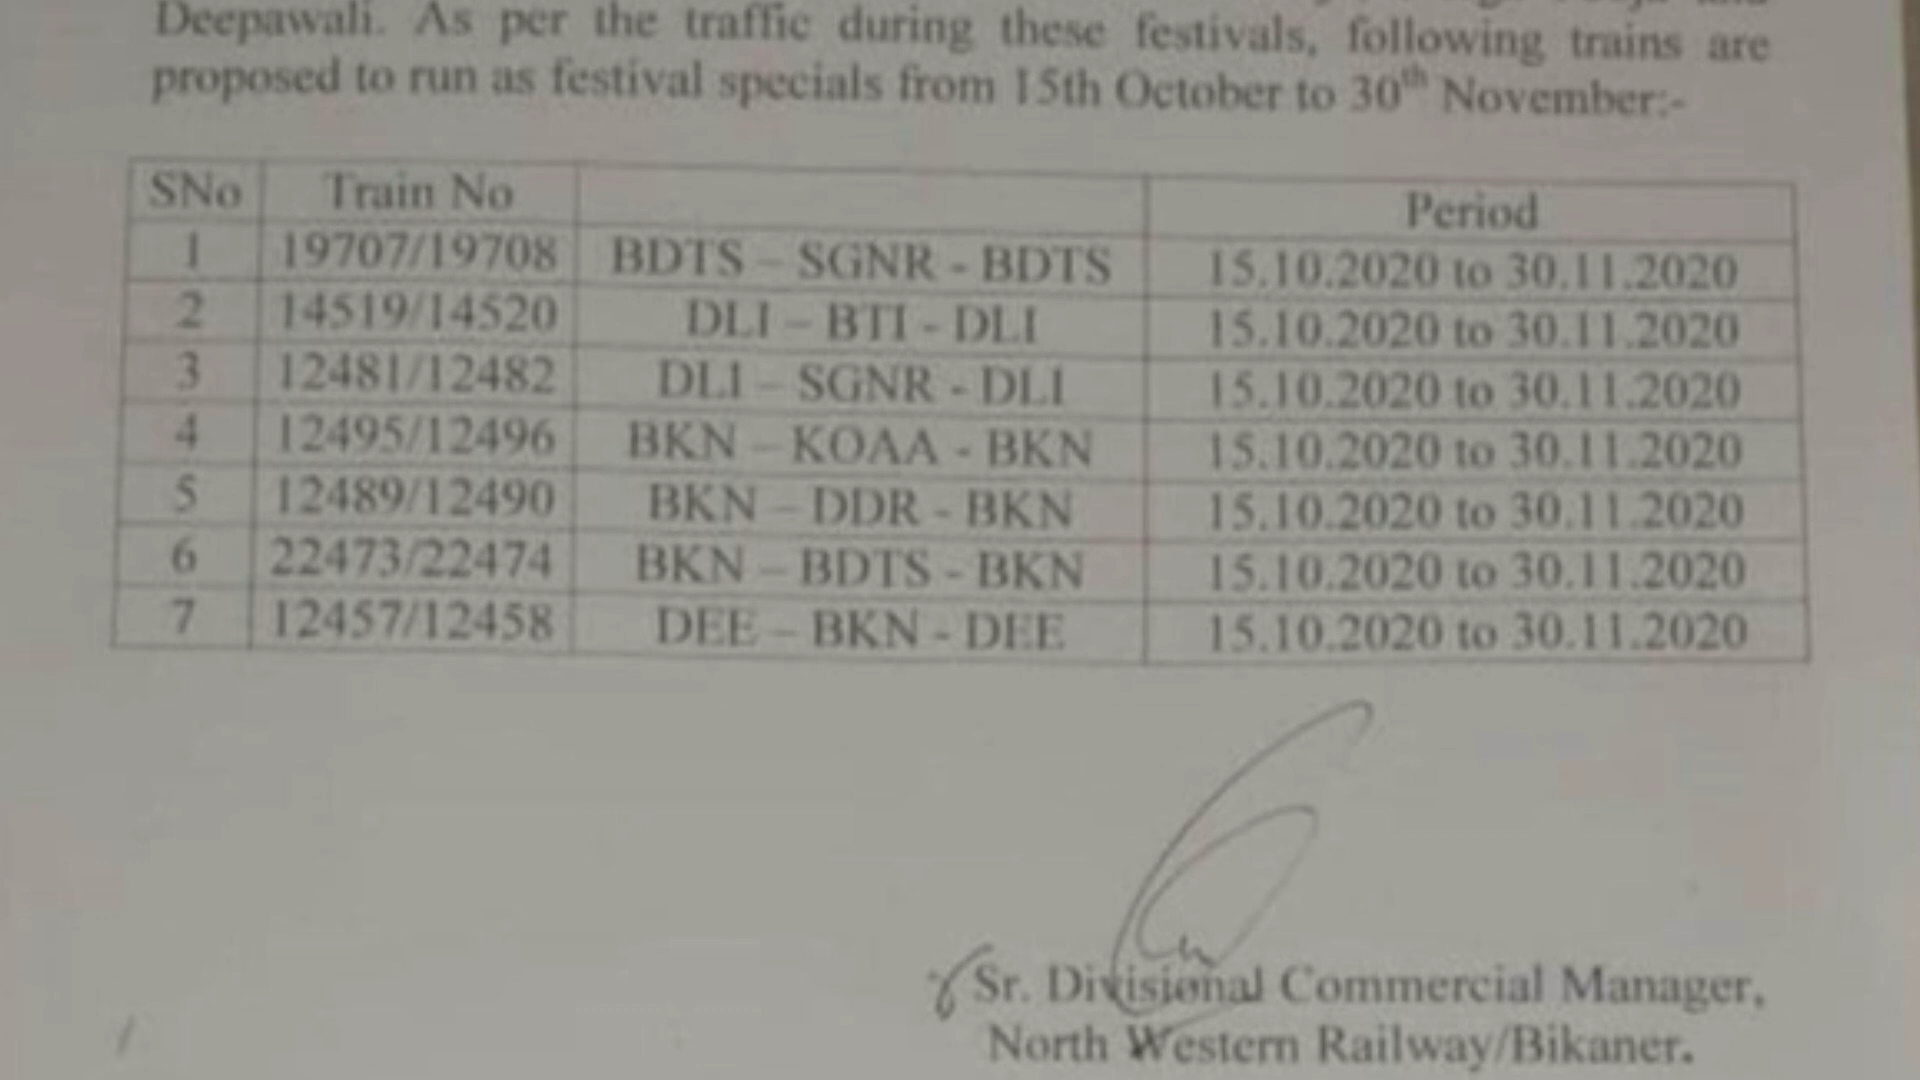 Deepawali. As per the traffic during these festivals, following trains are
proposed to run as festival specials from 15th October to 30th November:-
SNo Train No Period
1 19707/19708 BDTS – SGNR - BDTS 15.10.2020 to 30.11.2020
2 14519/14520 DLI – BTI - DLI 15.10.2020 to 30.11.2020
3 12481/12482 DLI – SGNR - DLI 15.10.2020 to 30.11.2020
4 12495/12496 BKN – KOAA - BKN 15.10.2020 to 30.11.2020
5 12489/12490 BKN – DDR - BKN 15.10.2020 to 30.11.2020
6 22473/22474 BKN – BDTS - BKN 15.10.2020 to 30.11.2020
7 12457/12458 DEE – BKN - DEE 15.10.2020 to 30.11.2020
Sr. Divisional Commercial Manager,
North Western Railway/Bikaner.